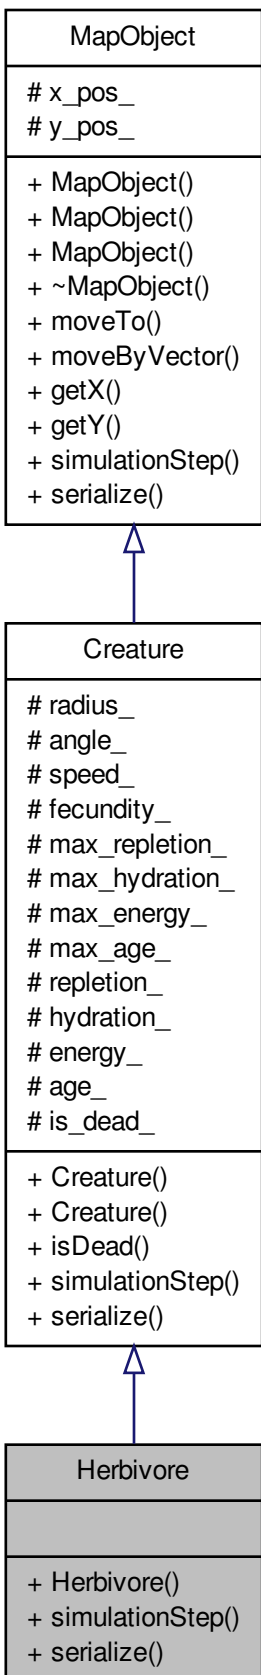 MapObject
# x_pos_
# y_pos_
+ MapObject()
+ MapObject()
+ MapObject()
+ ~MapObject()
+ moveTo()
+ moveByVector()
+ getX()
+ getY()
+ simulationStep()
+ serialize()
Creature
# radius_
# angle_
# speed_
# fecundity_
# max_repletion_
# max_hydration_
# max_energy_
# max_age_
# repletion_
# hydration_
# energy_
# age_
# is_dead_
+ Creature()
+ Creature()
+ isDead()
+ simulationStep()
+ serialize()
Herbivore
+ Herbivore()
+ simulationStep()
+ serialize()